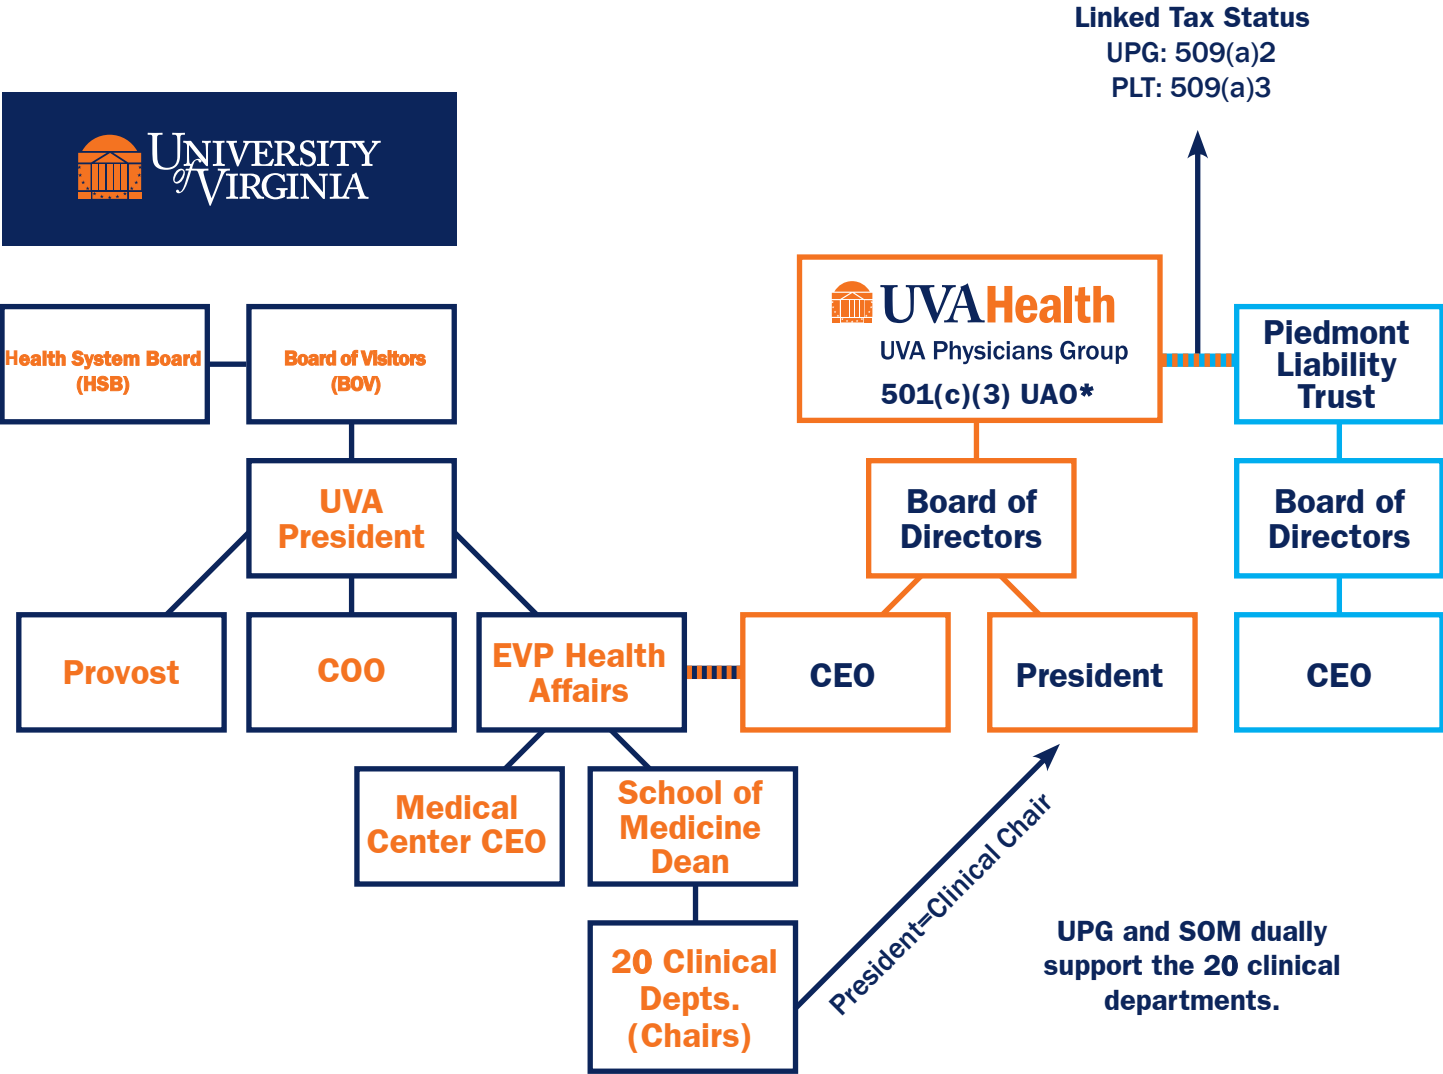 Linked Tax Status
UPG: 509(a)2
PLT: 509(a)3
UNIVERSITY
of VIRGINIA
Health System Board
(HSB)
Board of Visitors
(BOV)
UVA Health
UVA Physicians Group
501(c)(3) UAO*
Piedmont
Liability
Trust
UVA
President
Board of
Directors
Board of
Directors
Provost
COO
EVP Health
Affairs
CEO
President
CEO
Medical
Center CEO
School of
Medicine
Dean
President=Clinical Chair
20 Clinical
Depts.
(Chairs)
UPG and SOM dually
support the 20 clinical
departments.